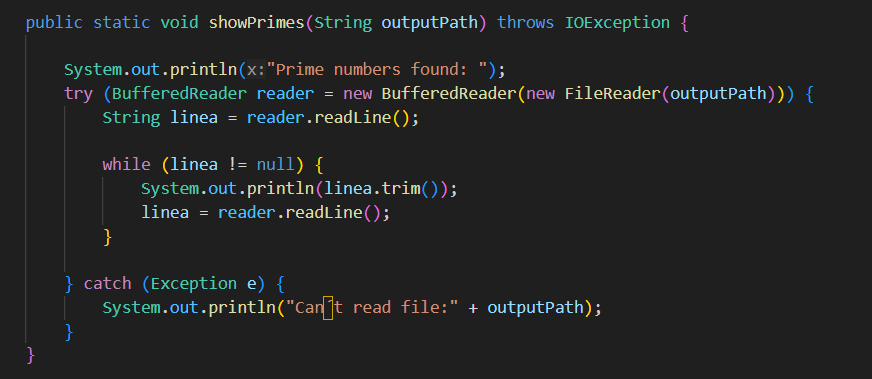 public static void showPrimes(String outputPath) throws IOException {
System.out.println(x:"Prime numbers found: ");
try (BufferedReader reader = new BufferedReader(new FileReader(outputPath))) {
String linea = reader.readLine();
while (linea != null) {
System.out.println(linea.trim());
linea = reader.readLine();
}
} catch (Exception e) {
System.out.println("Can´t read file:" + outputPath);
}
}